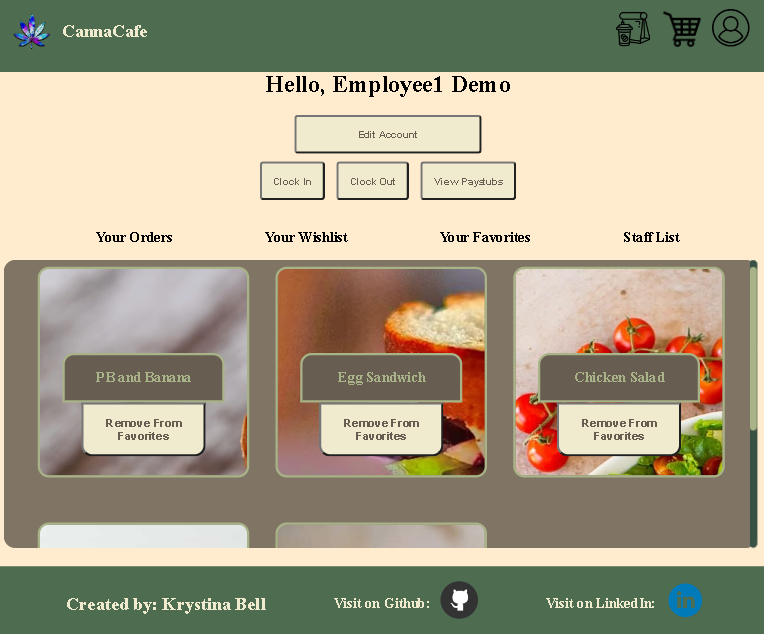 CannaCafe
Hello, Employee1 Demo
Edit Account
Clock In Clock Out View Paystubs
Your Orders Your Wishlist Your Favorites Staff List
PB and Banana Egg Sandwich Chicken Salad
Remove From Remove From Remove From
Favorites Favorites Favorites
Created by: Krystina Bell Visit on Github: Visit on LinkedIn: in